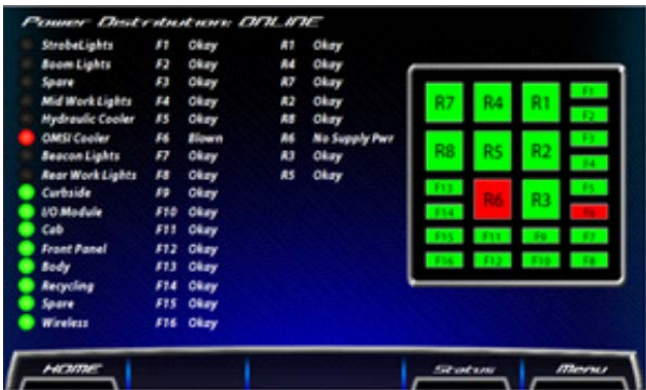 Power Distribution: ONLINE
StrobeLights F1 Okay R1 Okay
Boom Lights F2 Okay R4 Okay
Spare F3 Okay R7 Okay
Mid Work Lights F4 Okay R2 Okay
Hydraulic Cooler F5 Okay R8 Okay
OMSI Cooler F6 Blown R6 No Supply Pwr
Beacon Lights F7 Okay R3 Okay
Rear Work Lights F8 Okay R5 Okay
Curbside F9 Okay
I/O Module F10 Okay
Cab F11 Okay
Front Panel F12 Okay
Body F13 Okay
Recycling F14 Okay
Spare F15 Okay
Wireless F16 Okay
R7 R4 R1 F1
F2
R8 R5 R2 F3
F4
F13 R6 R3 F5
F14 F6
F15 F11 F9 F7
F16 F12 F10 F8
HOME Status Menu